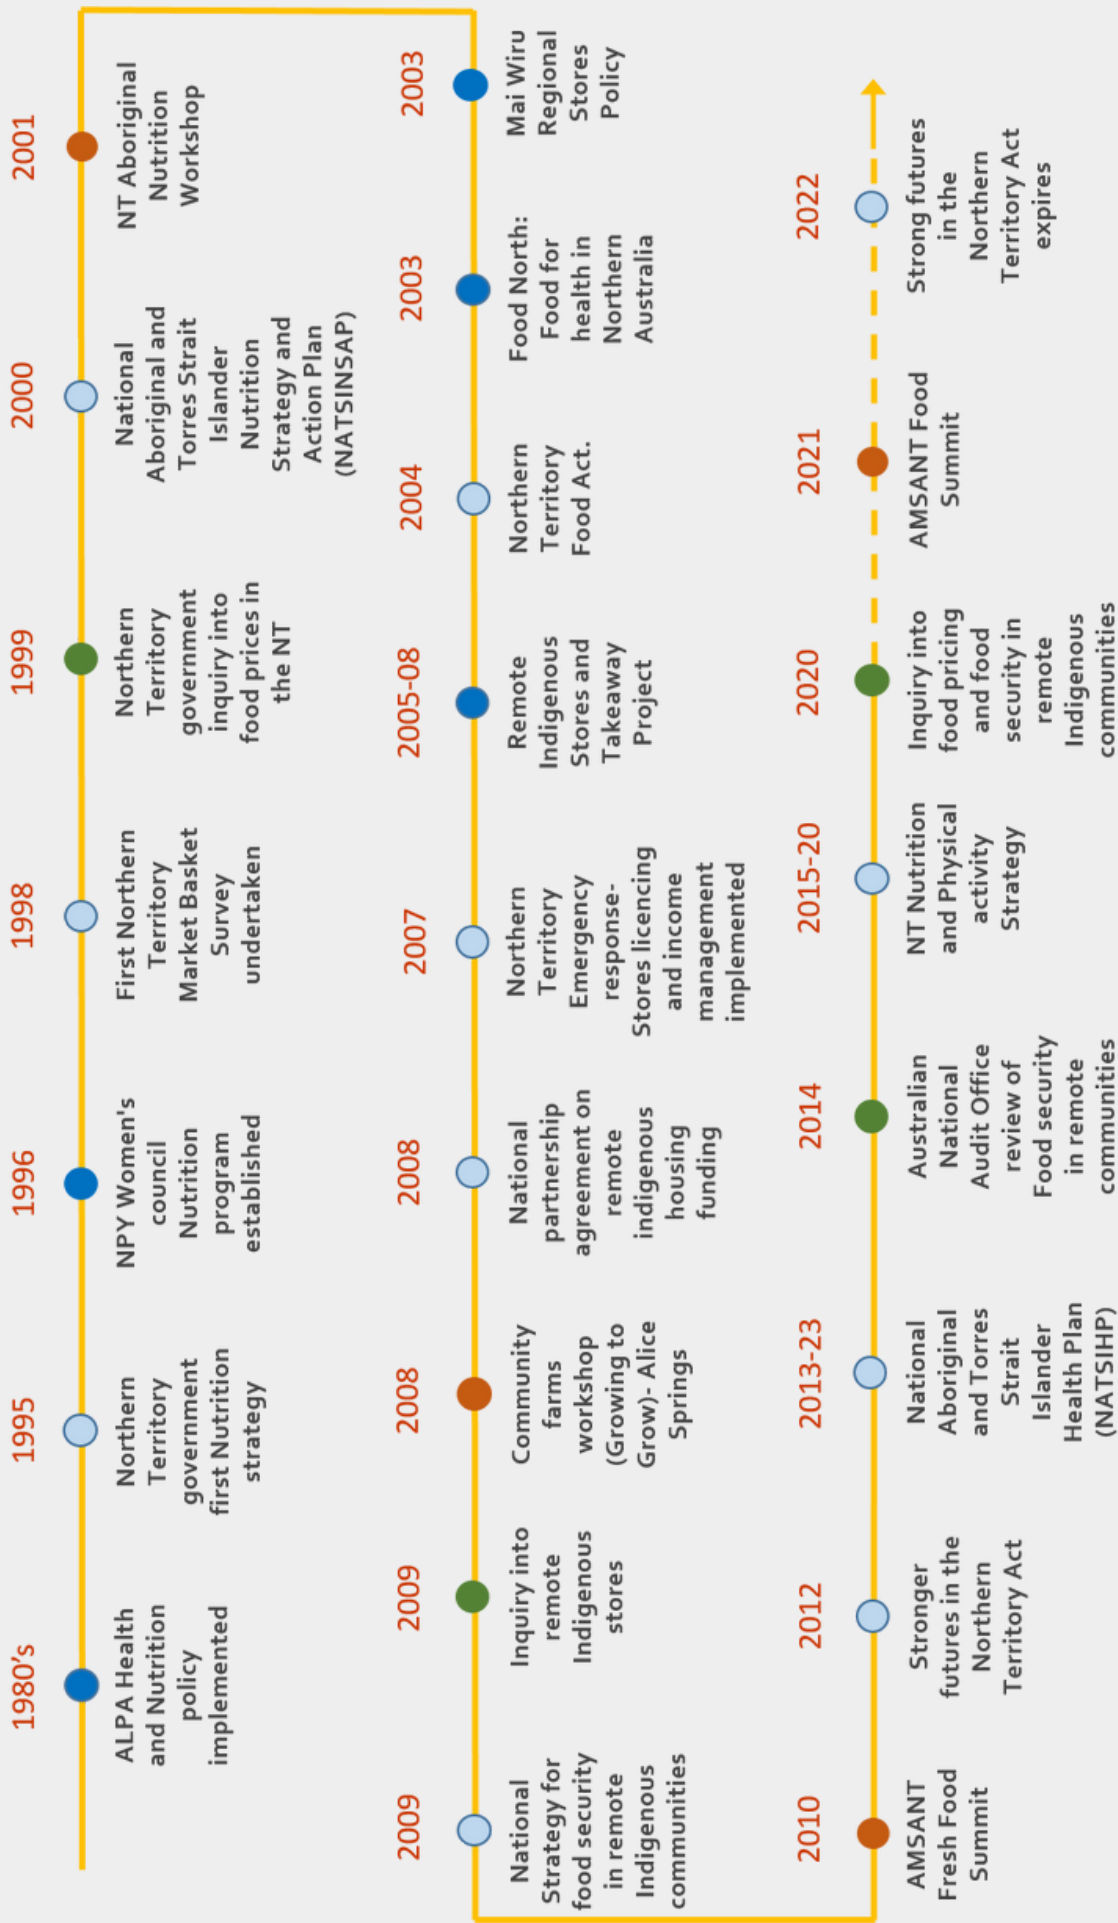 1980's
ALPA Health
and Nutrition
policy
implemented
1995
Northern
Territory
government
first Nutrition
strategy
1996
NPY Women's
council
Nutrition
program
established
1998
First Northern
Territory
Market Basket
Survey
undertaken
1999
Northern
Territory
government
inquiry into
food prices in
the NT
2000
National
Aboriginal and
Torres Strait
Islander
Nutrition
Strategy and
Action Plan
(NATSINSAP)
2001
NT Aboriginal
Nutrition
Workshop
2003
Mai Wiru
Regional
Stores
Policy
2003
Food North:
Food for
health in
Northern
Australia
2004
Northern
Territory
Food Act.
2005-08
Remote
Indigenous
Stores and
Takeaway
Project
2007
Northern
Territory
Emergency
response-
Stores licencing
and income
management
implemented
2008
National
partnership
agreement on
remote
indigenous
housing
funding
2008
Community
farms
workshop
(Growing to
Grow)- Alice
Springs
2009
Inquiry into
remote
Indigenous
stores
2009
National
Strategy for
food security
in remote
Indigenous
communities
2010
AMSANT
Fresh Food
Summit
2012
Stronger
futures in the
Northern
Territory Act
2013-23
National
Aboriginal
and Torres
Strait
Islander
Health Plan
(NATSIHP)
2014
Australian
National
Audit Office
review of
Food security
in remote
communities
2015-20
NT Nutrition
and Physical
activity
Strategy
2020
Inquiry into
food pricing
and food
security in
remote
Indigenous
communities
2021
AMSANT Food
Summit
2022
Strong futures
in the
Northern
Territory Act
expires